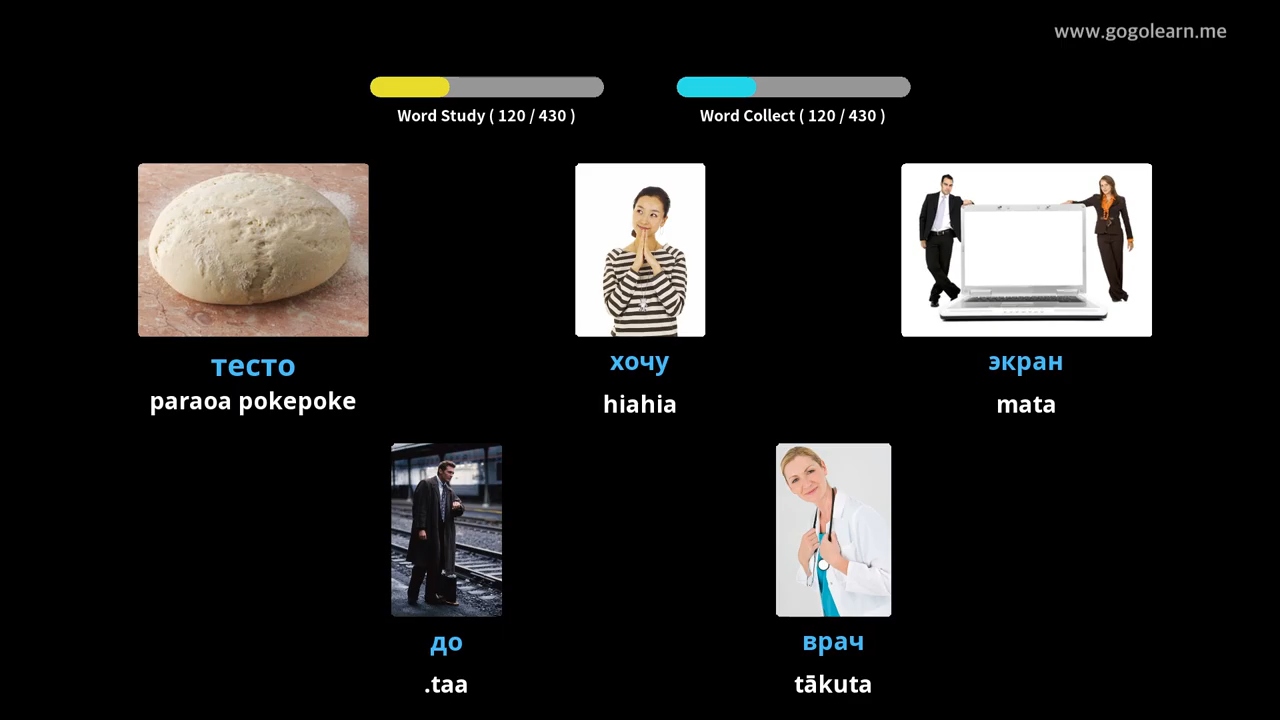 www.gogolearn.me
Word Study ( 120 / 430 )
Word Collect ( 120 / 430 )
тесто
paraoa pokepoke
хочу
hiahia
экран
mata
до
.taa
врач
tākuta